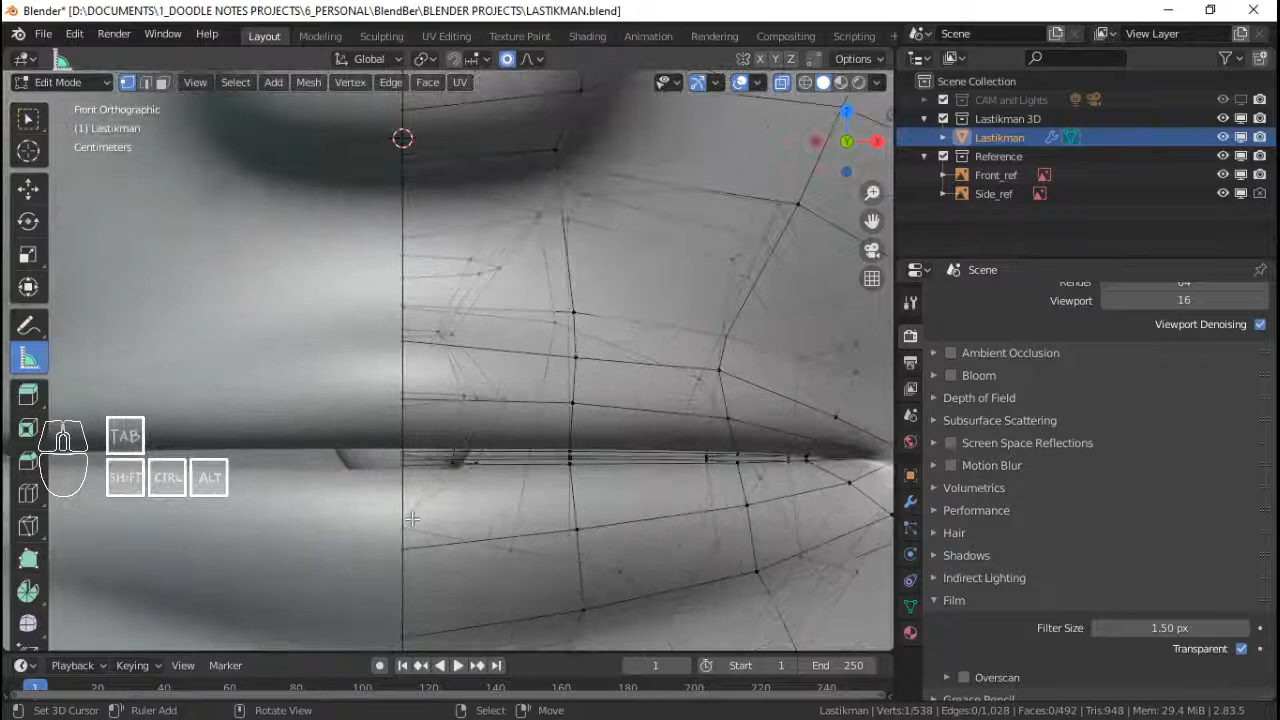 Blender* [D:\DOCUMENTS\1_DOODLE NOTES PROJECTS\6_PERSONAL\BlendBer\BLENDER PROJECTS\LASTIKMAN.blend]
File Edit Render Window Help Layout Modeling Sculpting UV Editing Texture Paint Shading Animation Rendering Compositing Scripting Scene View Layer
Global X Y Z Options
Edit Mode View Select Add Mesh Vertex Edge Face UV
Front Orthographic
(1) Lastikman
Centimeters
Z
X
Y
TAB
SHIFT CTRL ALT
Scene Collection
CAM and Lights
Lastikman 3D
Lastikman
Reference
Front_ref
Side_ref
Scene
Render 64
Viewport 16
Viewport Denoising
Ambient Occlusion
Bloom
Depth of Field
Subsurface Scattering
Screen Space Reflections
Motion Blur
Volumetrics
Performance
Hair
Shadows
Indirect Lighting
Film
Filter Size 1.50 px
Transparent
Overscan
Grease Pencil
Playback Keying View Marker 1 Start 1 End 250
1 20 40 60 80 100 120 140 160 180 200 220 240
Set 3D Cursor Ruler Add Rotate View Select Move Lastikman | Verts:1/538 | Edges:0/1,028 | Faces:0/492 | Tris:948 | Mem: 29.4 MiB | 2.83.5